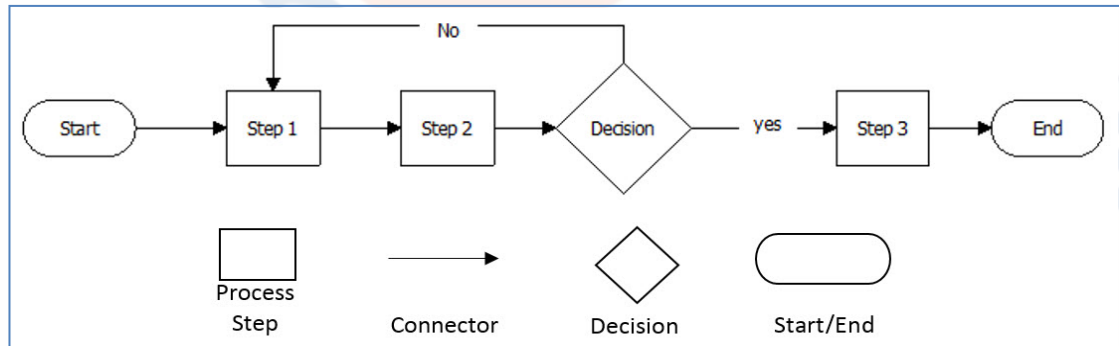 No
Start
Step 1
Step 2
Decision
yes
Step 3
End
Process
Step
Connector
Decision
Start/End